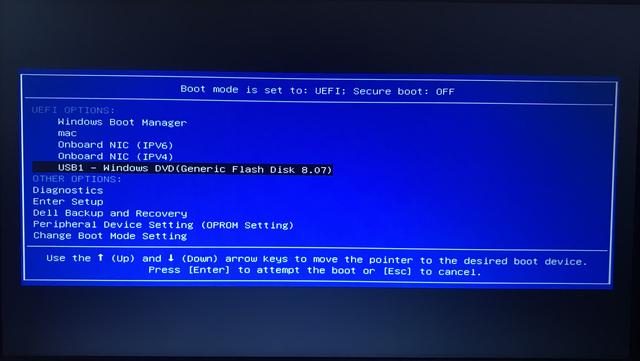 Boot mode is set to: UEFI; Secure boot: OFF
UEFI OPTIONS:
Windows Boot Manager
mac
Onboard NIC (IPV6)
Onboard NIC (IPV4)
USB1 - Windows DVD(Generic Flash Disk 8.07)
OTHER OPTIONS:
Diagnostics
Enter Setup
Dell Backup and Recovery
Peripheral Device Setting (OPROM Setting)
Change Boot Mode Setting
Use the ↑ (Up) and ↓ (Down) arrow keys to move the pointer to the desired boot device.
Press [Enter] to attempt the boot or [Esc] to cancel.